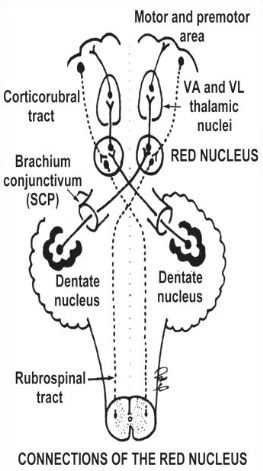 Motor and premotor
area
Corticorubral
tract
VA and VL
thalamic
nuclei
RED NUCLEUS
Brachium
conjunctivum
(SCP)
Dentate
nucleus
Dentate
nucleus
Rubrospinal
tract
CONNECTIONS OF THE RED NUCLEUS